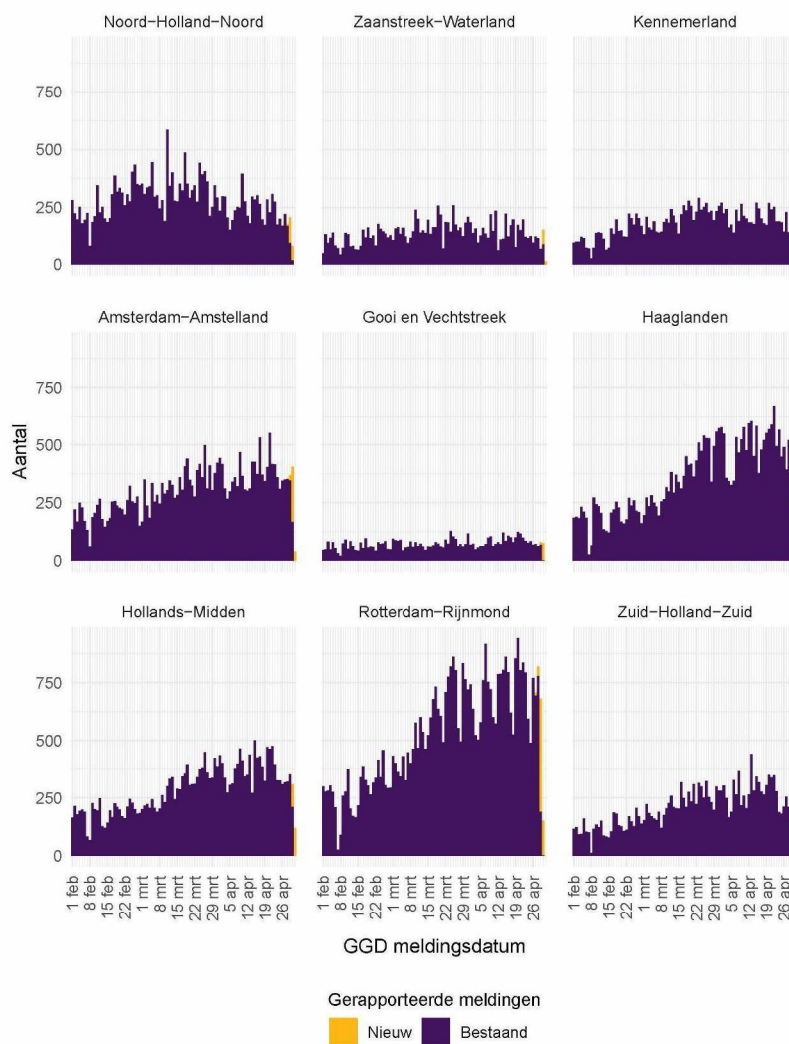 Noord-Holland-Noord Zaanstreek-Waterland Kennemerland
750
500
250
0
Amsterdam-Amstelland Gooi en Vechtstreek Haaglanden
750
500
250
0
Hollands-Midden Rotterdam-Rijnmond Zuid-Holland-Zuid
750
500
250
0
Aantal
1 feb 8 feb 15 feb 22 feb 1 mrt 8 mrt 15 mrt 22 mrt 29 mrt 5 apr 12 apr 19 apr 26 apr
1 feb 8 feb 15 feb 22 feb 1 mrt 8 mrt 15 mrt 22 mrt 29 mrt 5 apr 12 apr 19 apr 26 apr
1 feb 8 feb 15 feb 22 feb 1 mrt 8 mrt 15 mrt 22 mrt 29 mrt 5 apr 12 apr 19 apr 26 apr
GGD meldingsdatum
Gerapporteerde meldingen
Nieuw Bestaand